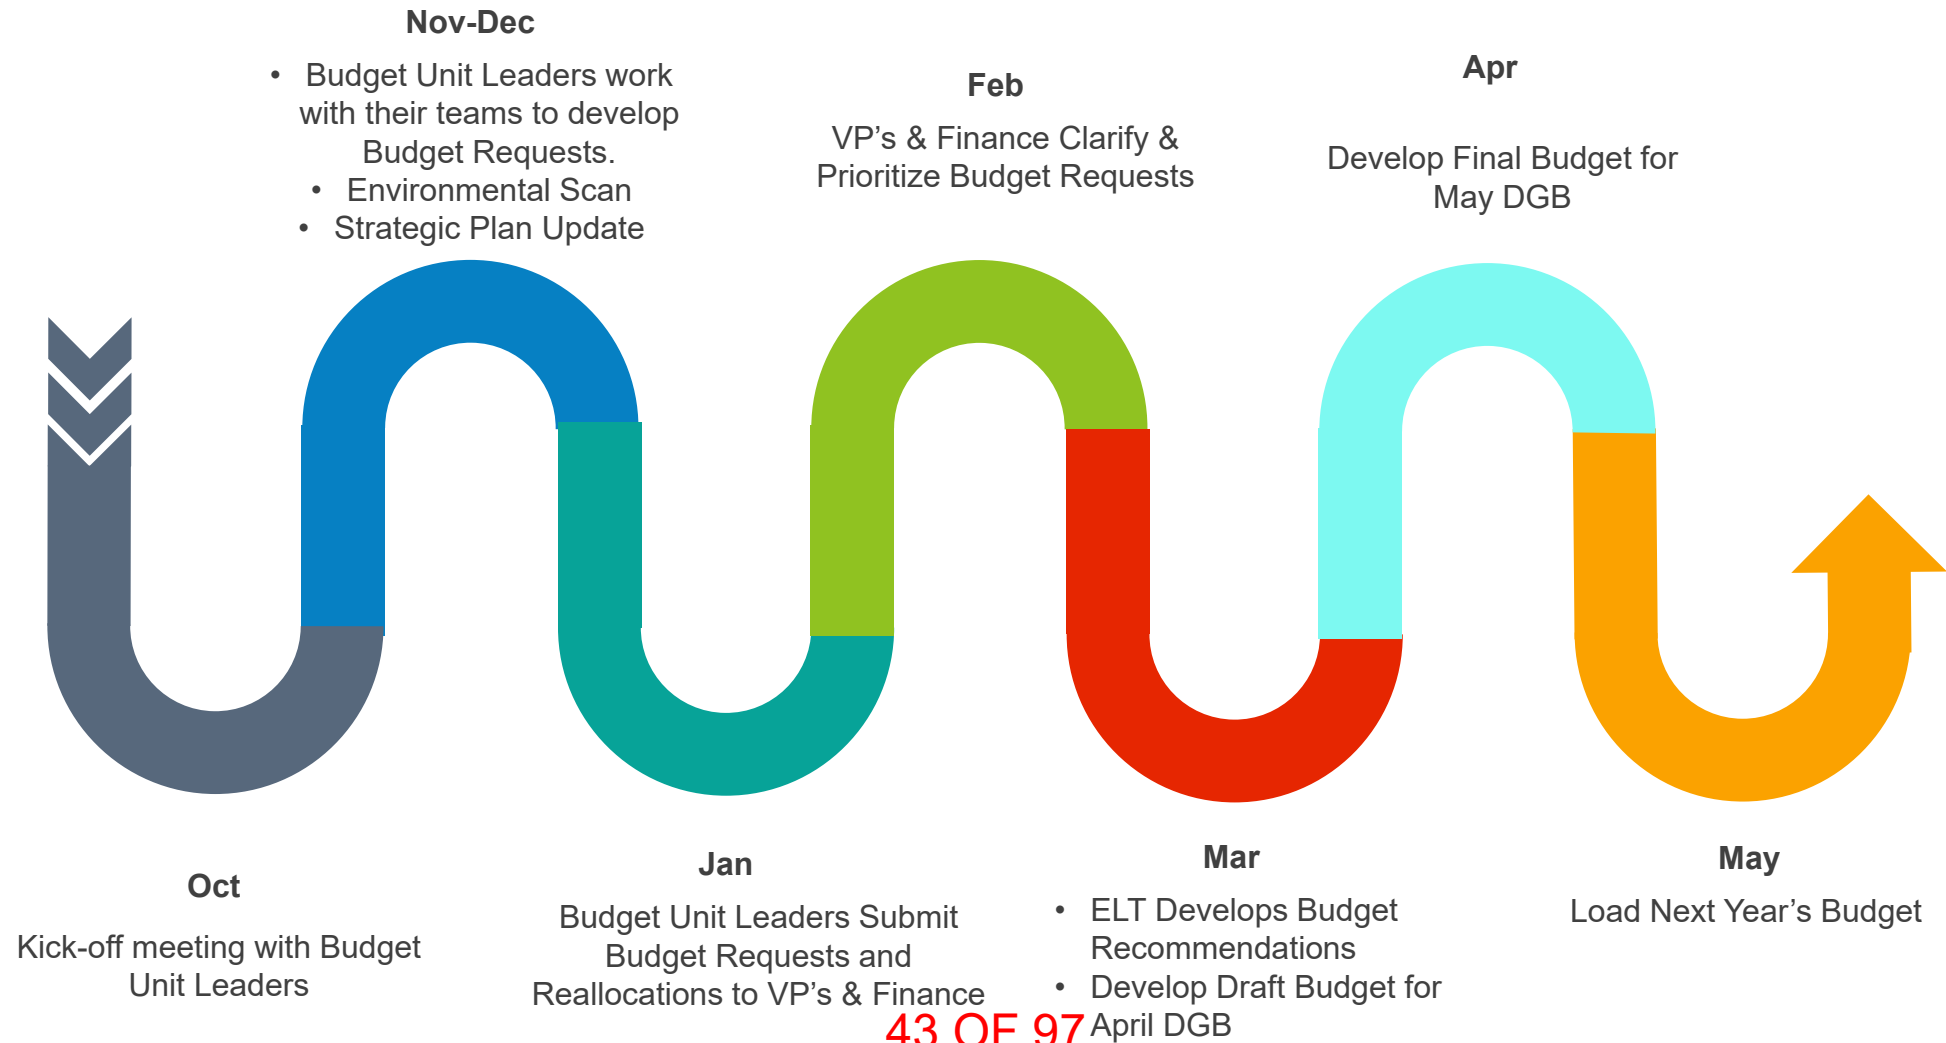 Nov-Dec
• Budget Unit Leaders work
with their teams to develop
Budget Requests.
• Environmental Scan
• Strategic Plan Update
Feb
VP’s & Finance Clarify &
Prioritize Budget Requests
Apr
Develop Final Budget for
May DGB
Oct
Kick-off meeting with Budget
Unit Leaders
Jan
Budget Unit Leaders Submit
Budget Requests and
Reallocations to VP’s & Finance
Mar
• ELT Develops Budget
Recommendations
• Develop Draft Budget for
April DGB
May
Load Next Year’s Budget
43 OF 97